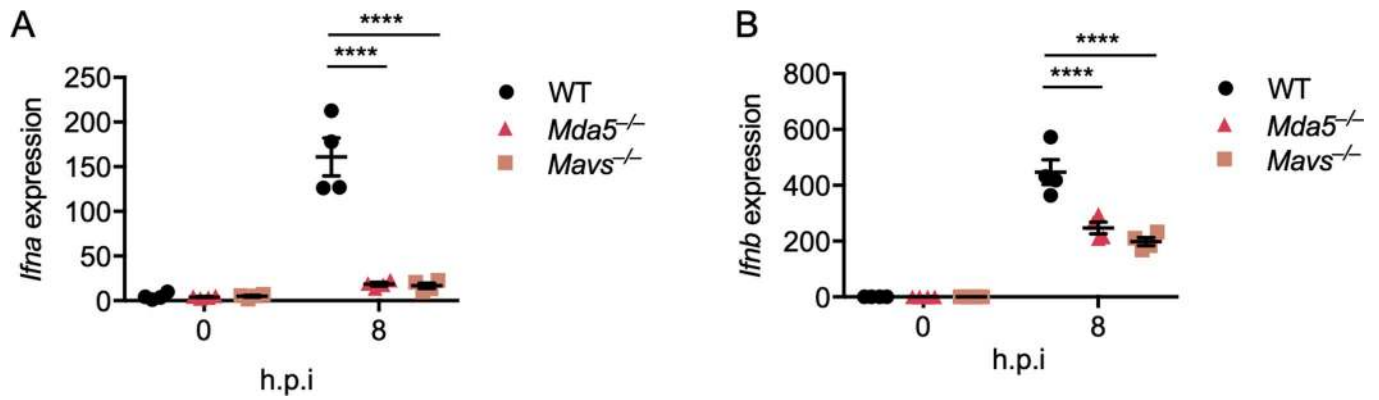 A
****
****
250
200
150
100
50
0
Ifna expression
0
8
h.p.i
WT
Mda5–/–
Mavs–/–
B
****
****
800
600
400
200
0
Ifnb expression
0
8
h.p.i
WT
Mda5–/–
Mavs–/–